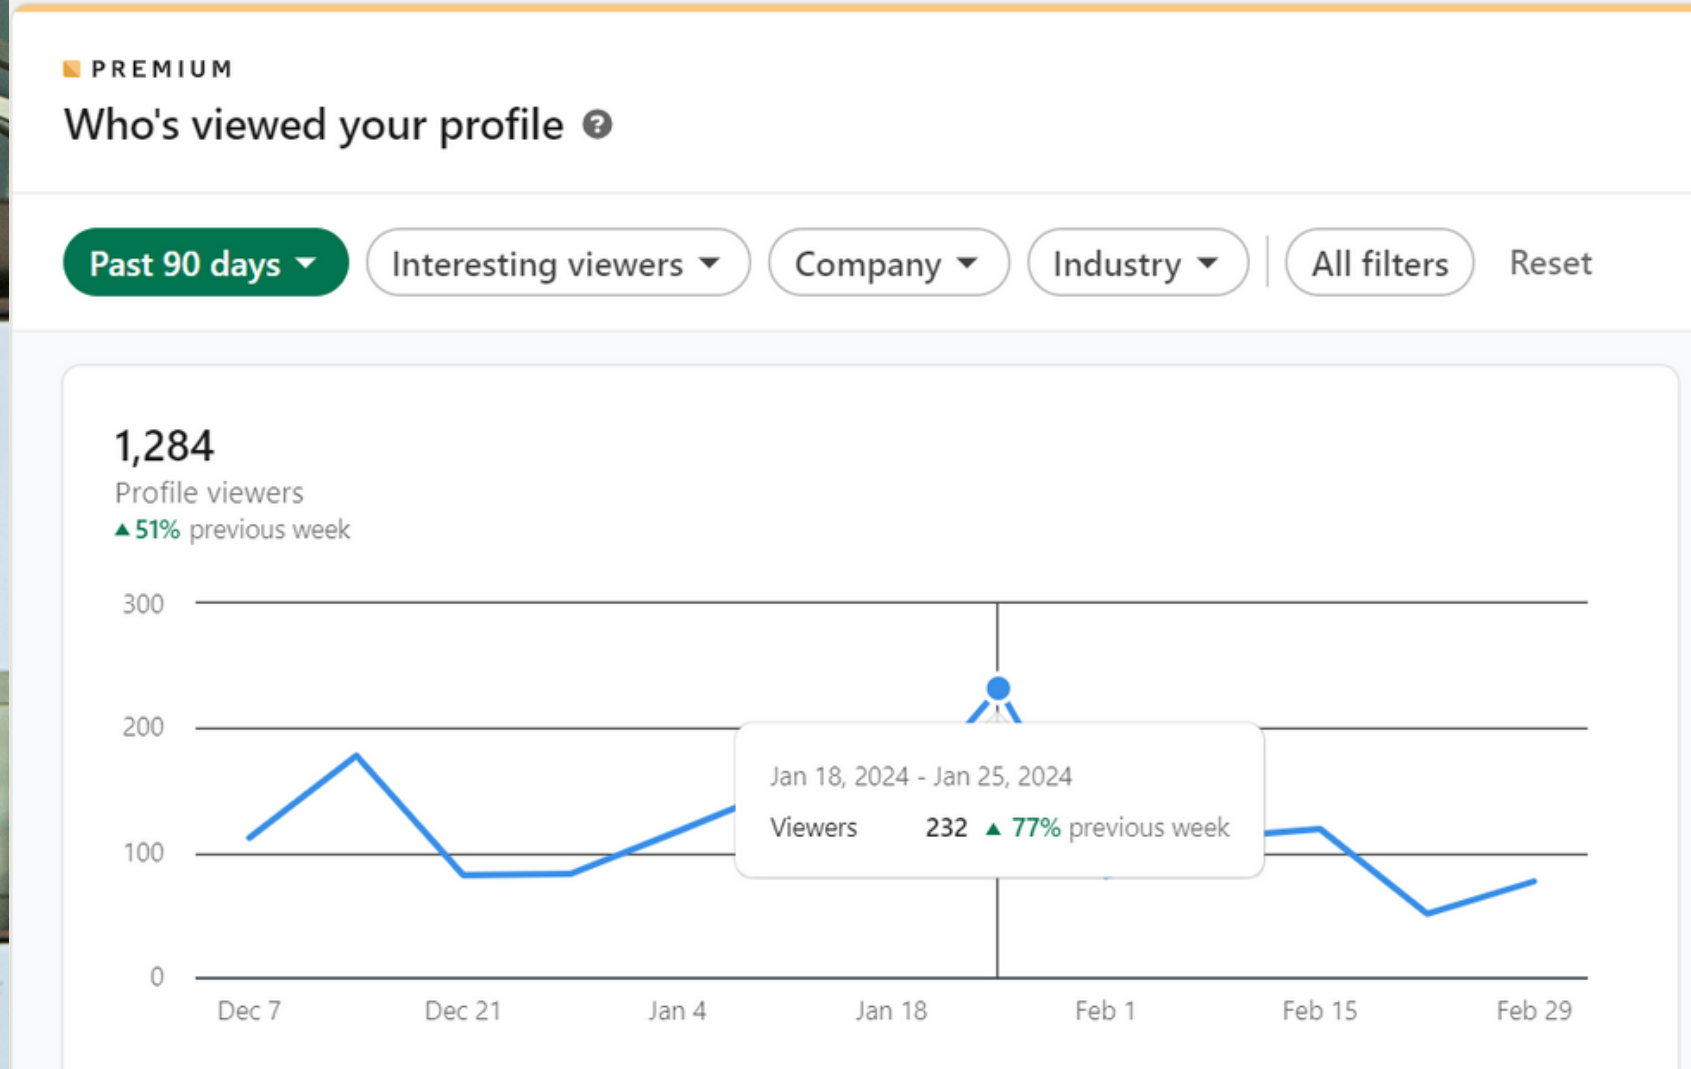 PREMIUM
Who's viewed your profile ?
Past 90 days
Interesting viewers
Company
Industry
All filters
Reset
1,284
Profile viewers
51% previous week
300
200
100
0
Jan 18, 2024 - Jan 25, 2024
Viewers 232 77% previous week
Dec 7
Dec 21
Jan 4
Jan 18
Feb 1
Feb 15
Feb 29